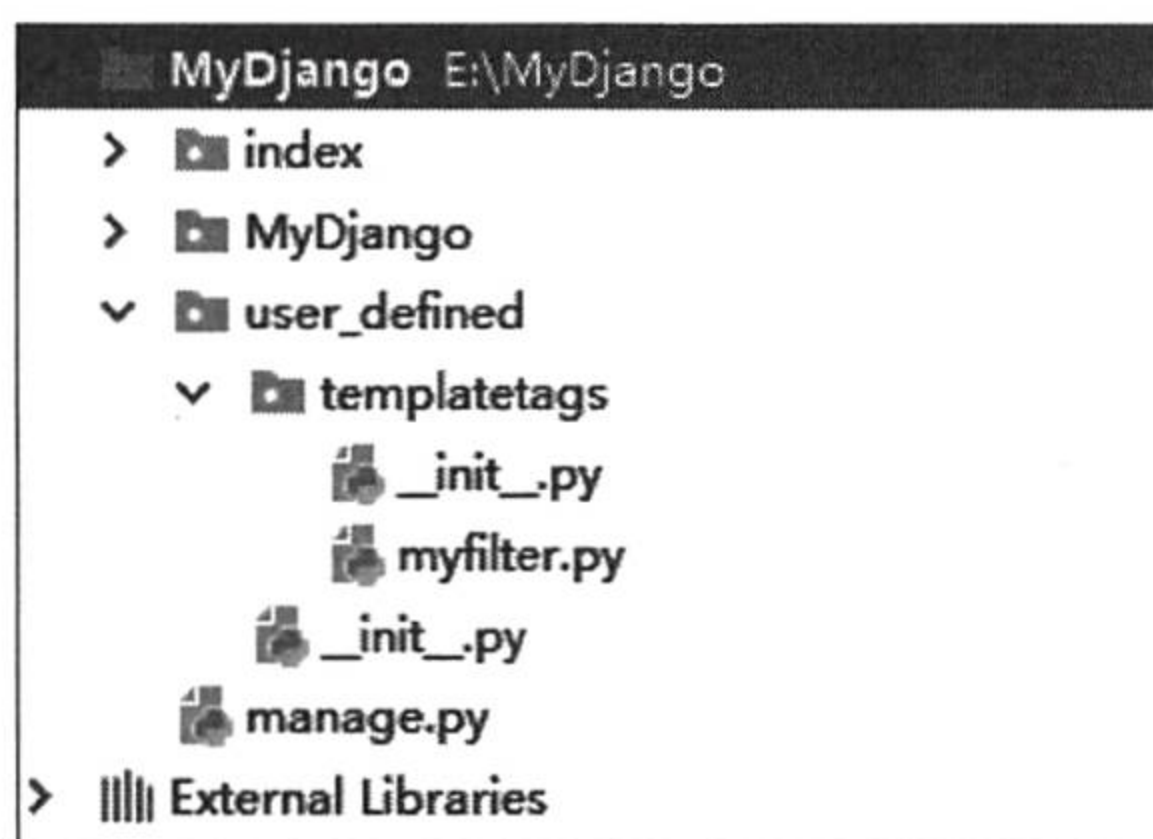 MyDjango E:\MyDjango
index
MyDjango
user_defined
templatetags
__init__.py
myfilter.py
__init__.py
manage.py
External Libraries